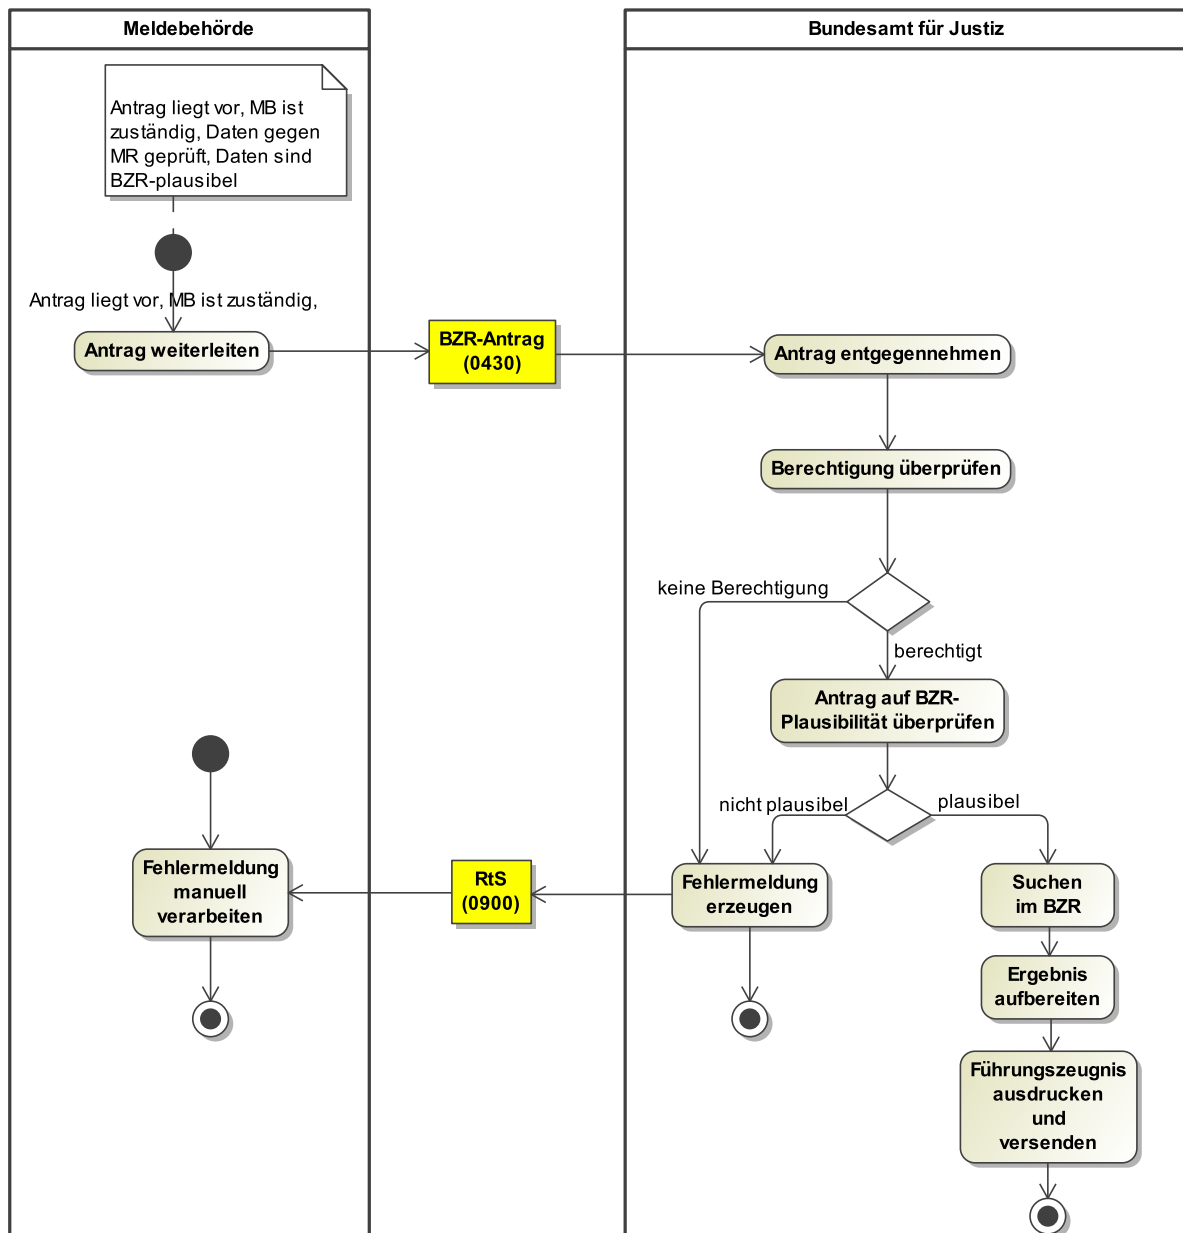 Meldebehörde
Bundesamt für Justiz
Antrag liegt vor, MB ist
zuständig, Daten gegen
MR geprüft, Daten sind
BZR-plausibel
Antrag liegt vor, MB ist zuständig,
Antrag weiterleiten
BZR-Antrag
(0430)
Antrag entgegennehmen
Berechtigung überprüfen
keine Berechtigung
berechtigt
Antrag auf BZR-
Plausibilität überprüfen
nicht plausibel
plausibel
Fehlermeldung
manuell
verarbeiten
RtS
(0900)
Fehlermeldung
erzeugen
Suchen
im BZR
Ergebnis
aufbereiten
Führungszeugnis
ausdrucken
und
versenden